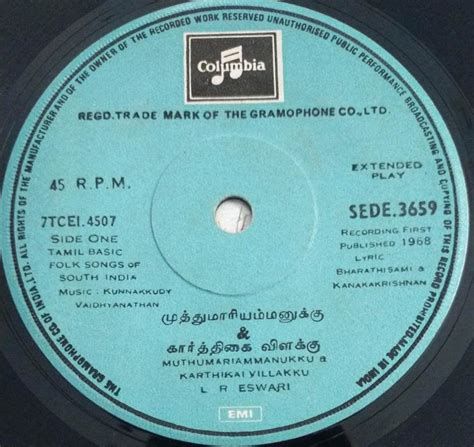 THE GRAMOPHONE CO. OF INDIA. LTD. ALL RIGHTS OF THE MANUFACTURER AND OF THE OWNER OF THE RECORDED WORK RESERVED UNAUTHORISED PUBLIC PERFORMANCE BROADCASTING AND COPYING OF THIS RECORD PROHIBITED. MADE IN INDIA
Columbia
REGD. TRADE MARK OF THE GRAMOPHONE CO., LTD.
45 R.P.M.
EXTENDED PLAY
7TCEI.4507
SEDE.3659
SIDE ONE
TAMIL BASIC
FOLK SONGS OF
SOUTH INDIA
MUSIC: KUNNAKKUDY
VAIDHYANATHAN
RECORDING FIRST
PUBLISHED 1968
LYRIC
BHARATHISAMI &
KANAKAKRISHNAN
முத்துமாரியம்மனுக்கு
&
கார்த்திகை விளக்கு
MUTHUMARIAMMANUKKU &
KARTHIKAI VILLAKKU
L R ESWARI
EMI